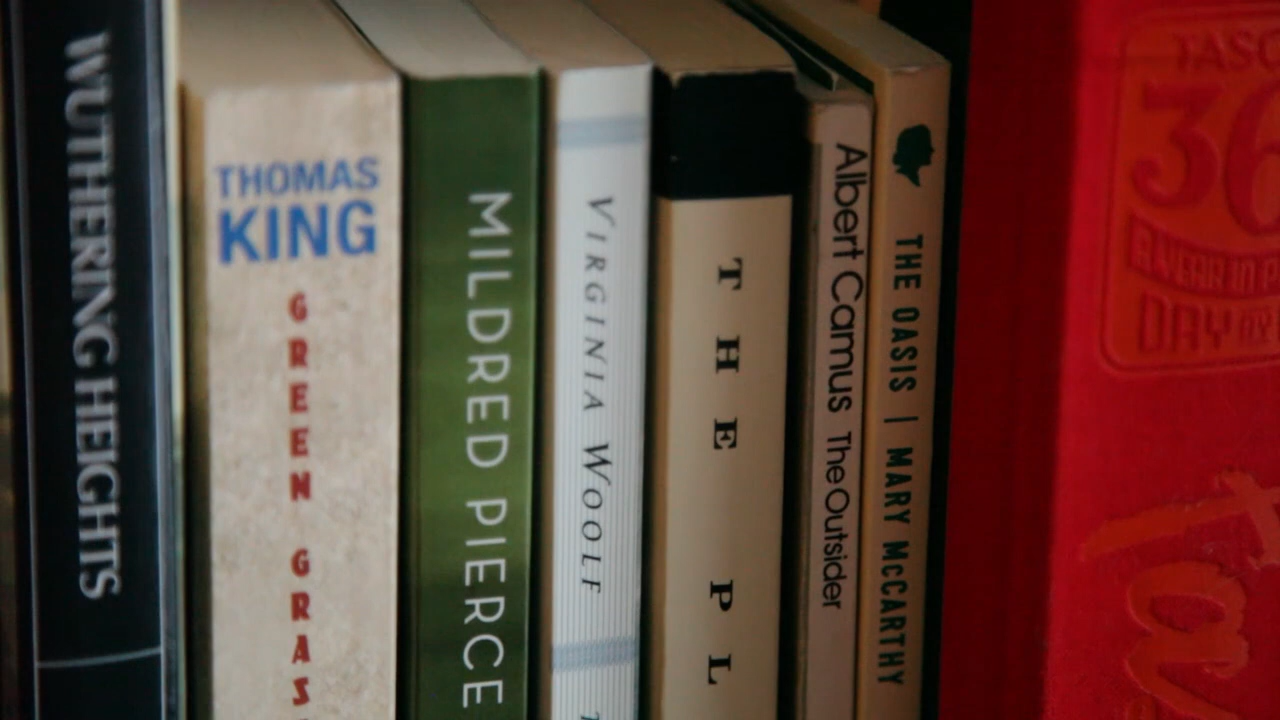 WUTHERING HEIGHTS
THOMAS
KING
GREEN GRAS
MILDRED PIERCE
VIRGINIA WOOLF
THE PL
Albert Camus The Outsider
THE OASIS | MARY McCARTHY
TASC
36
A YEAR IN P
DAY